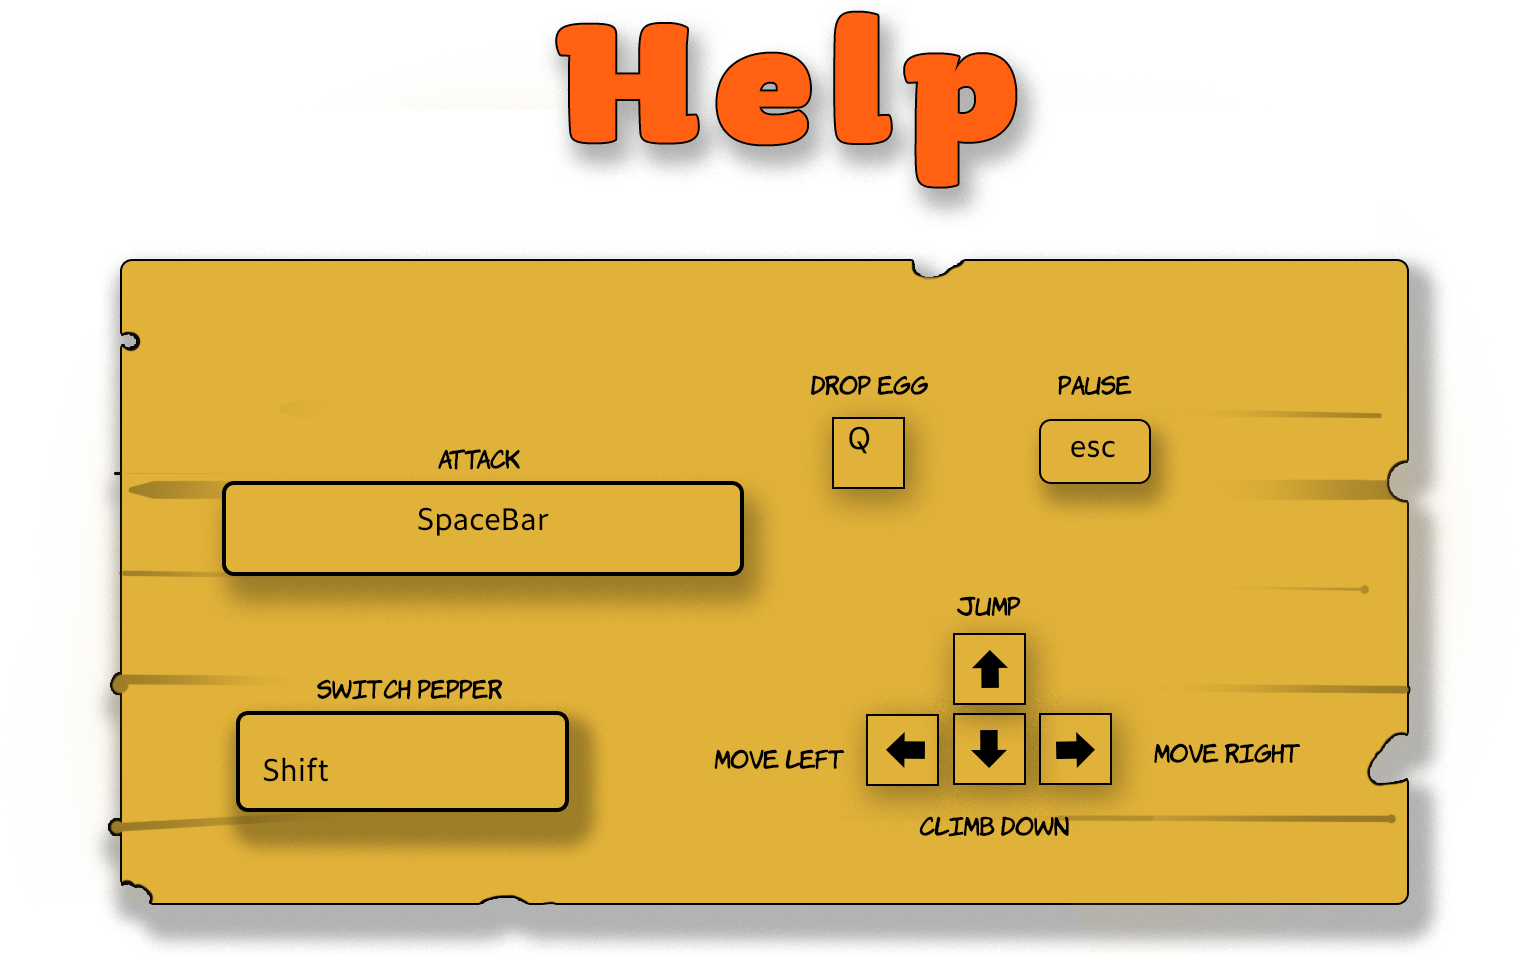 Help
DROP EGG
PAUSE
Q
esc
ATTACK
SpaceBar
JUMP
SWITCH PEPPER
Shift
MOVE LEFT
MOVE RIGHT
CLIMB DOWN